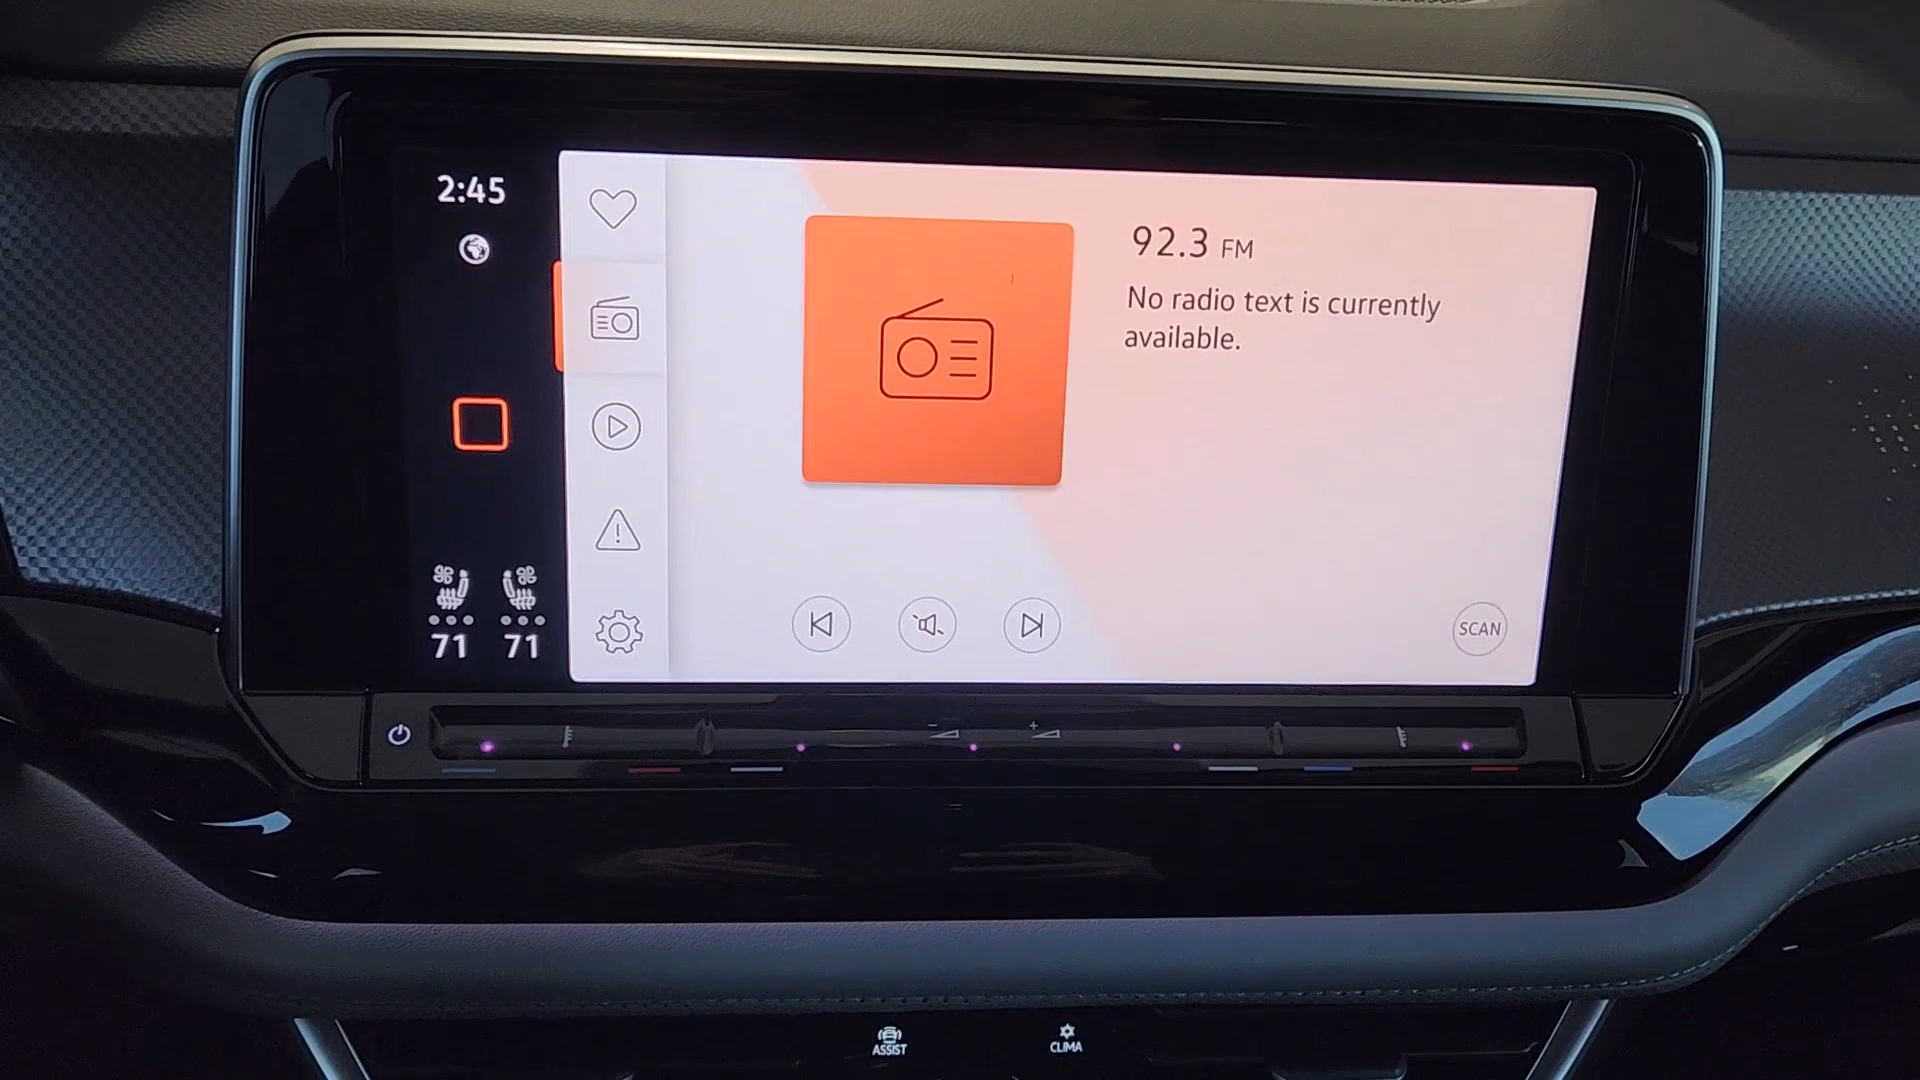 2:45
92.3 FM
No radio text is currently
available.
SCAN
71 71
ASSIST
CLIMA